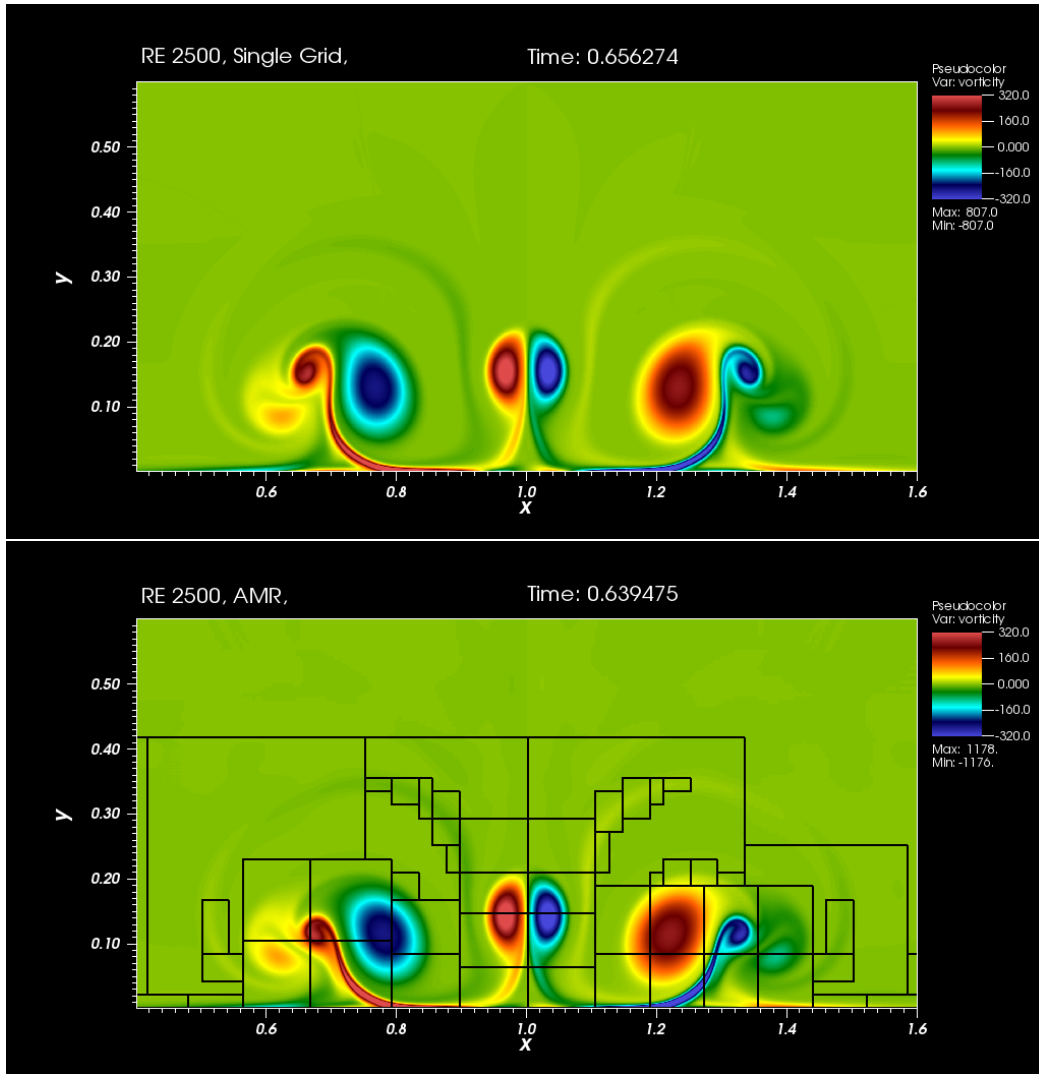 RE 2500, Single Grid,
Time: 0.656274
Pseudocolor
Var: vorticity
320.0
160.0
0.000
-160.0
-320.0
Max: 807.0
Min: -807.0
0.50
0.40
0.30
0.20
0.10
y
0.6 0.8 1.0 1.2 1.4 1.6
x
RE 2500, AMR,
Time: 0.639475
Pseudocolor
Var: vorticity
320.0
160.0
0.000
-160.0
-320.0
Max: 1178.
Min: -1176.
0.50
0.40
0.30
0.20
0.10
y
0.6 0.8 1.0 1.2 1.4 1.6
x